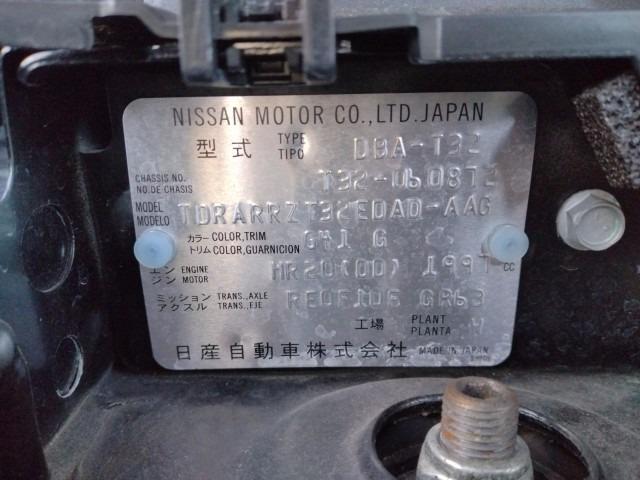 NISSAN MOTOR CO.,LTD.JAPAN
型式 TYPE TIPO DBA-T32
CHASSIS NO. NO.DE CHASIS T32-060872
MODEL MODELO TDRARRZT32EDAD-AAG
カラー COLOR,TRIM トリム COLOR,GUARNICION G41 G
エンジン ENGINE MOTOR MR20(DD) 1997 CC
ミッション TRANS.,AXLE アクスル TRANS.,EJE RE0F10F GR63
工場 PLANT PLANTA
日産自動車株式会社 MADE IN JAPAN